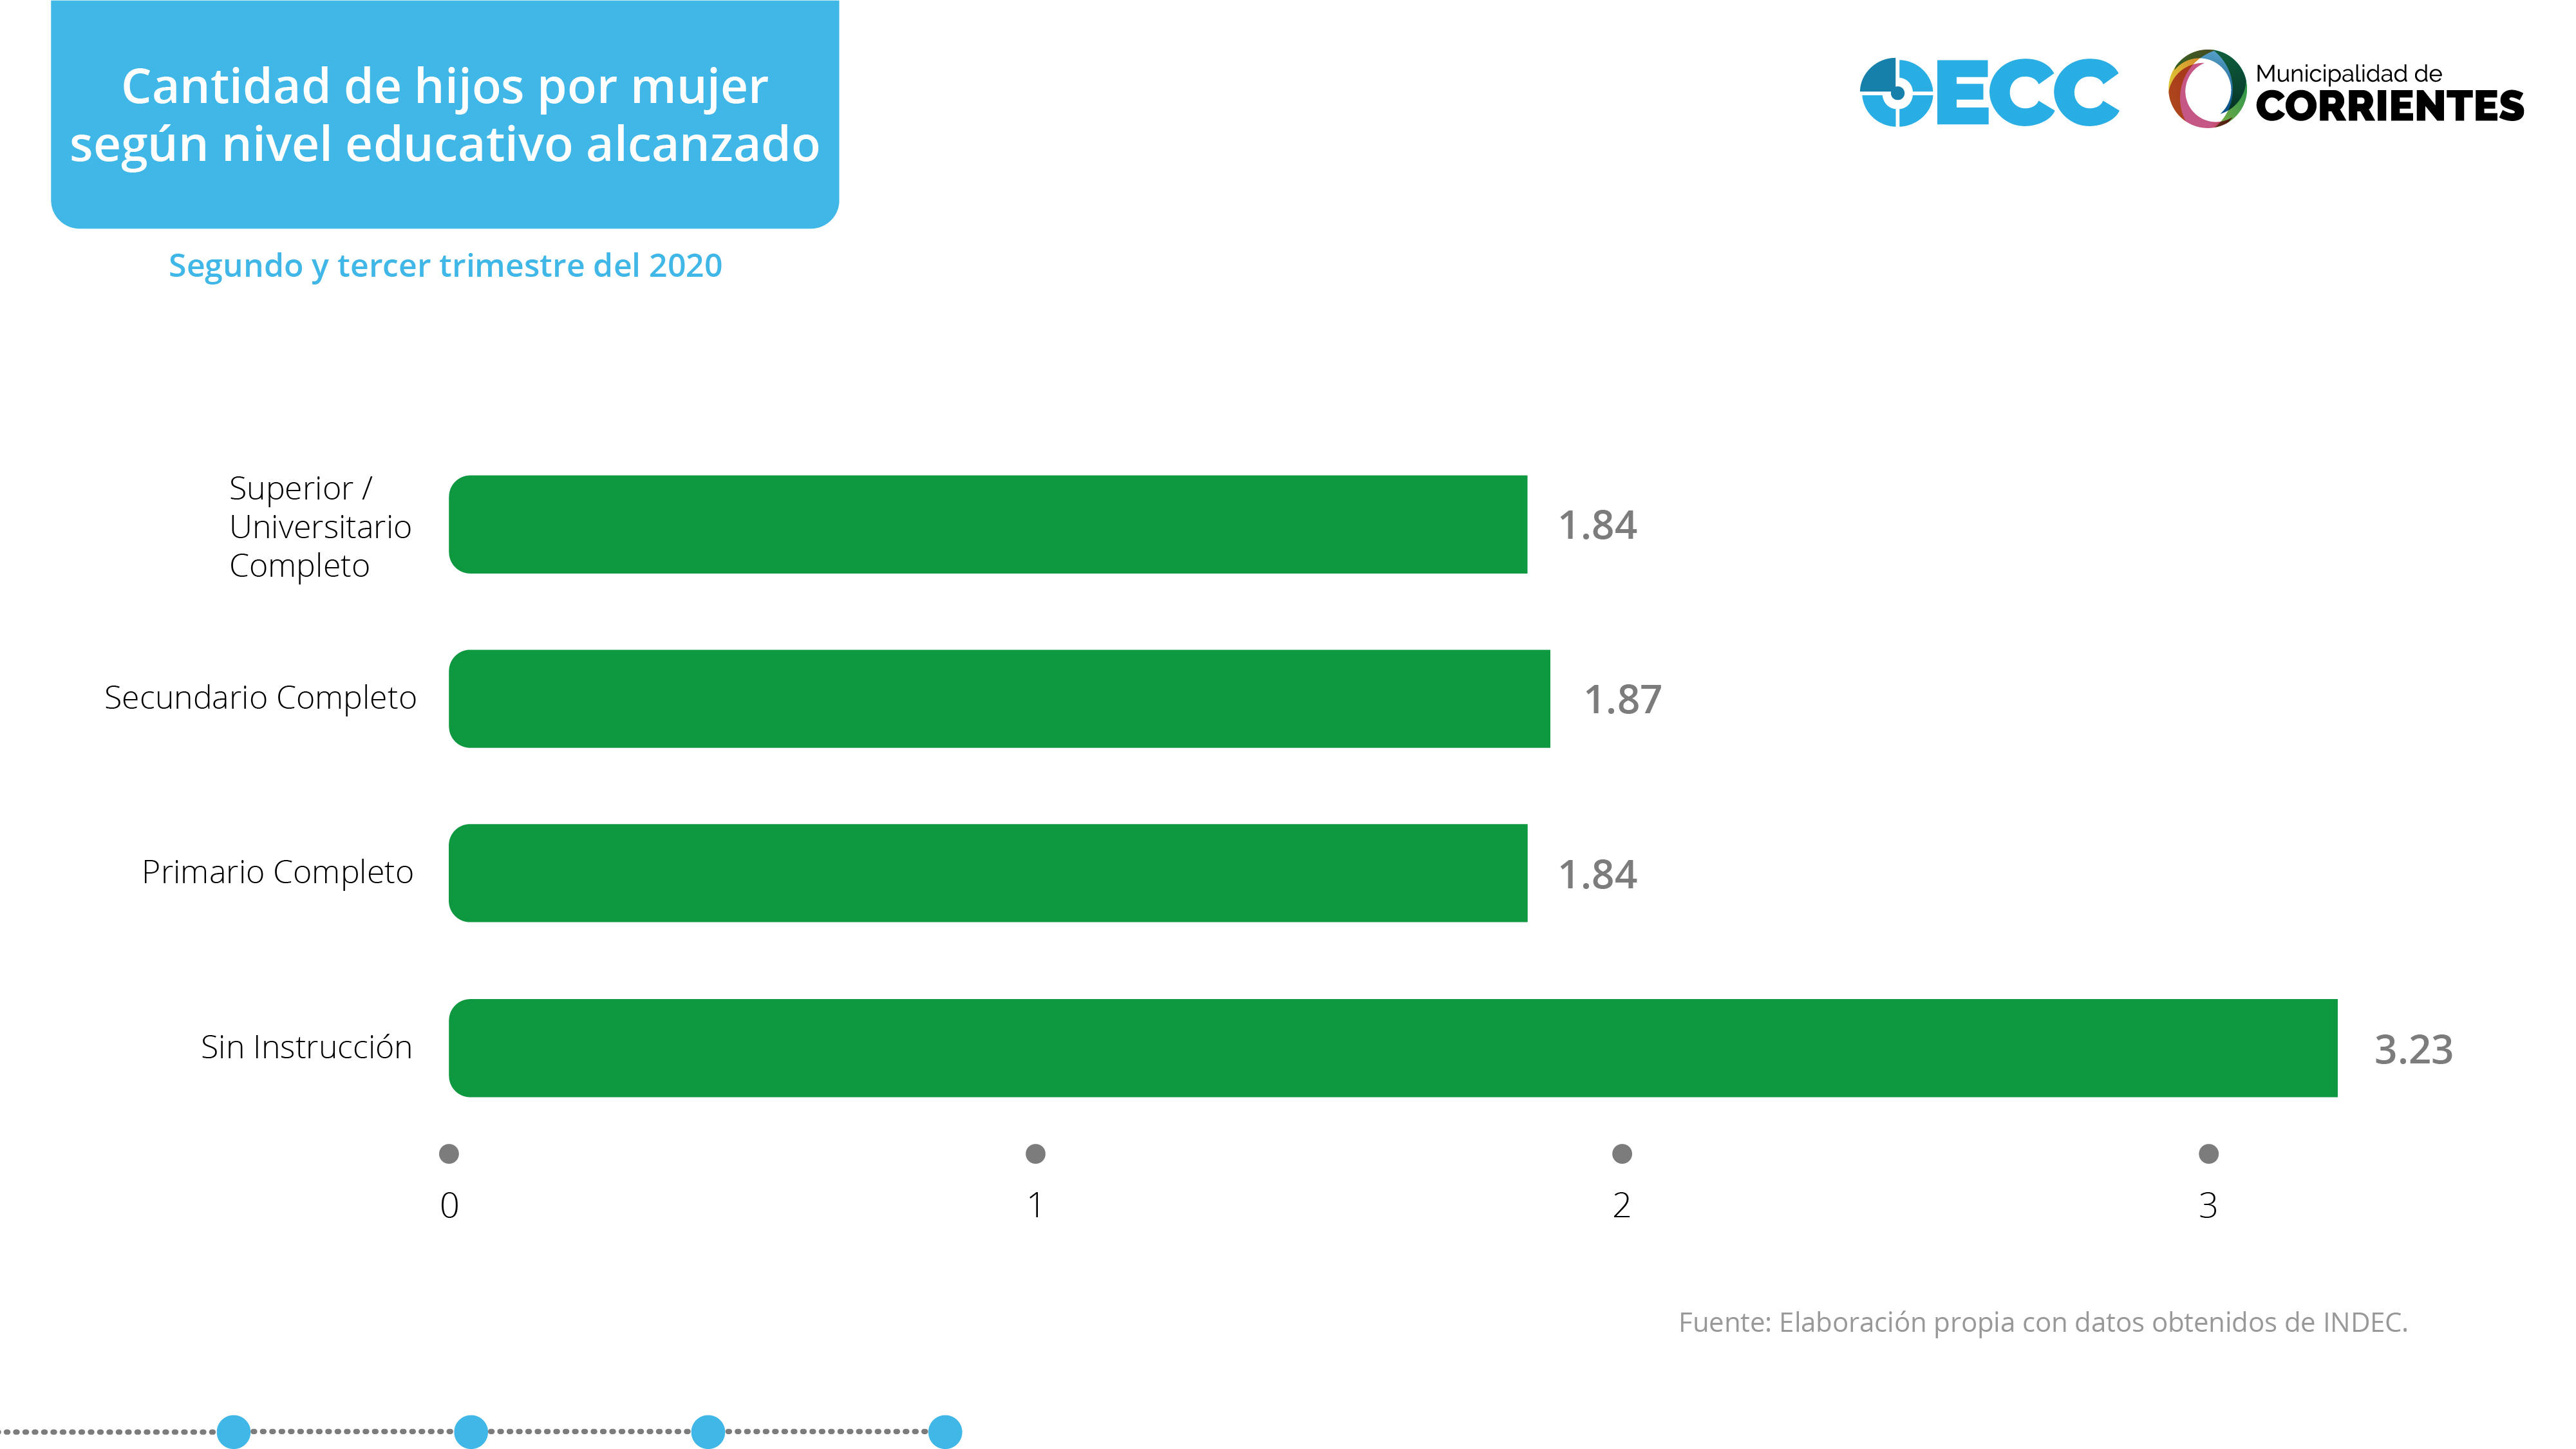 Cantidad de hijos por mujer
según nivel educativo alcanzado
Segundo y tercer trimestre del 2020
OECC
Municipalidad de
CORRIENTES
Superior /
Universitario
Completo
1.84
Secundario Completo
1.87
Primario Completo
1.84
Sin Instrucción
3.23
0 1 2 3
Fuente: Elaboración propia con datos obtenidos de INDEC.